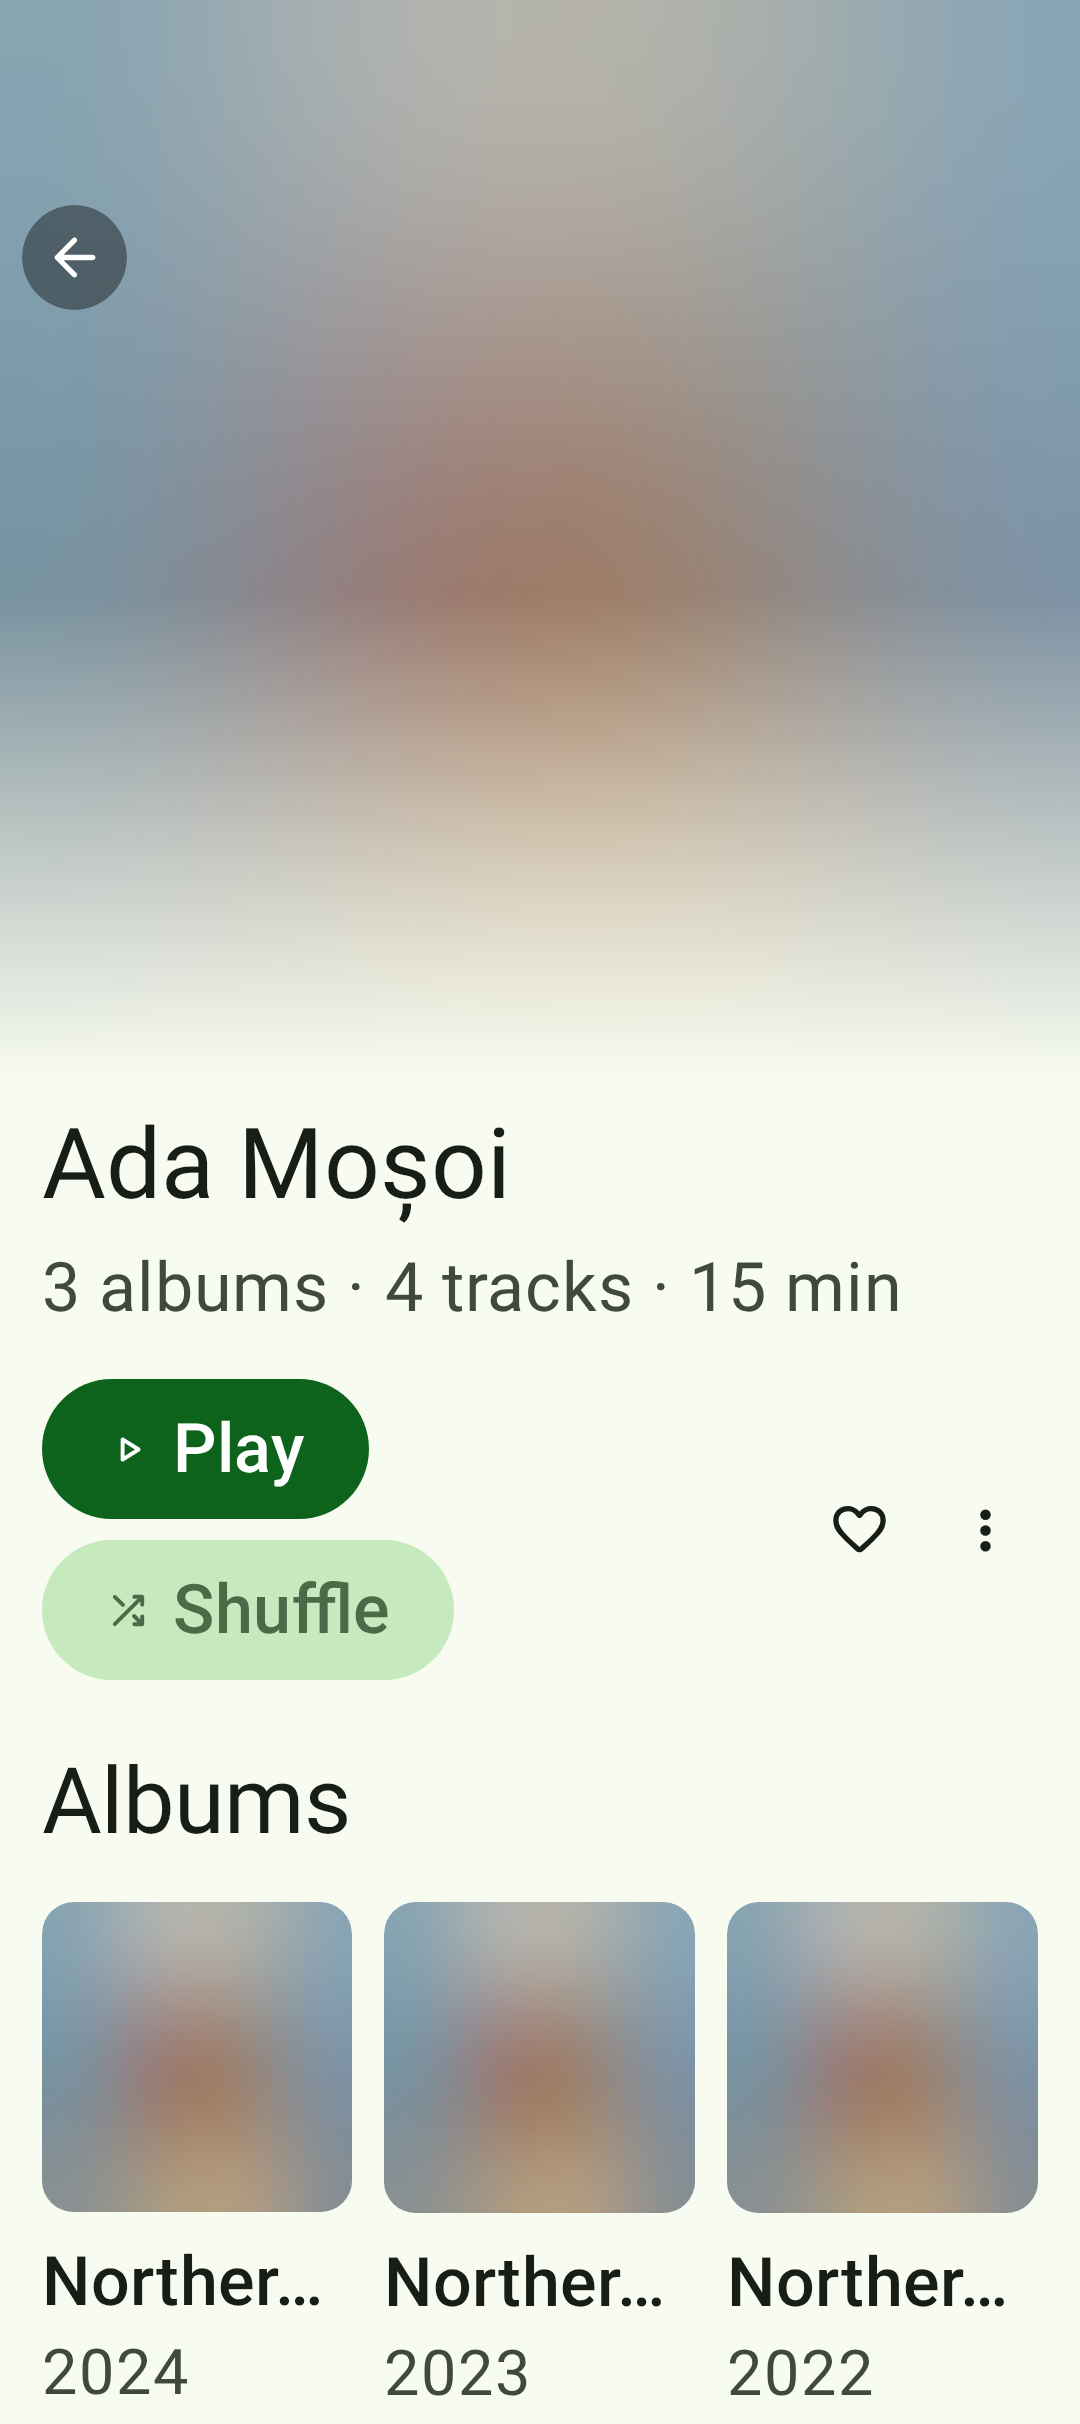 Ada Moșoi
3 albums · 4 tracks · 15 min
Play
Shuffle
Albums
Norther…
2024
Norther…
2023
Norther…
2022